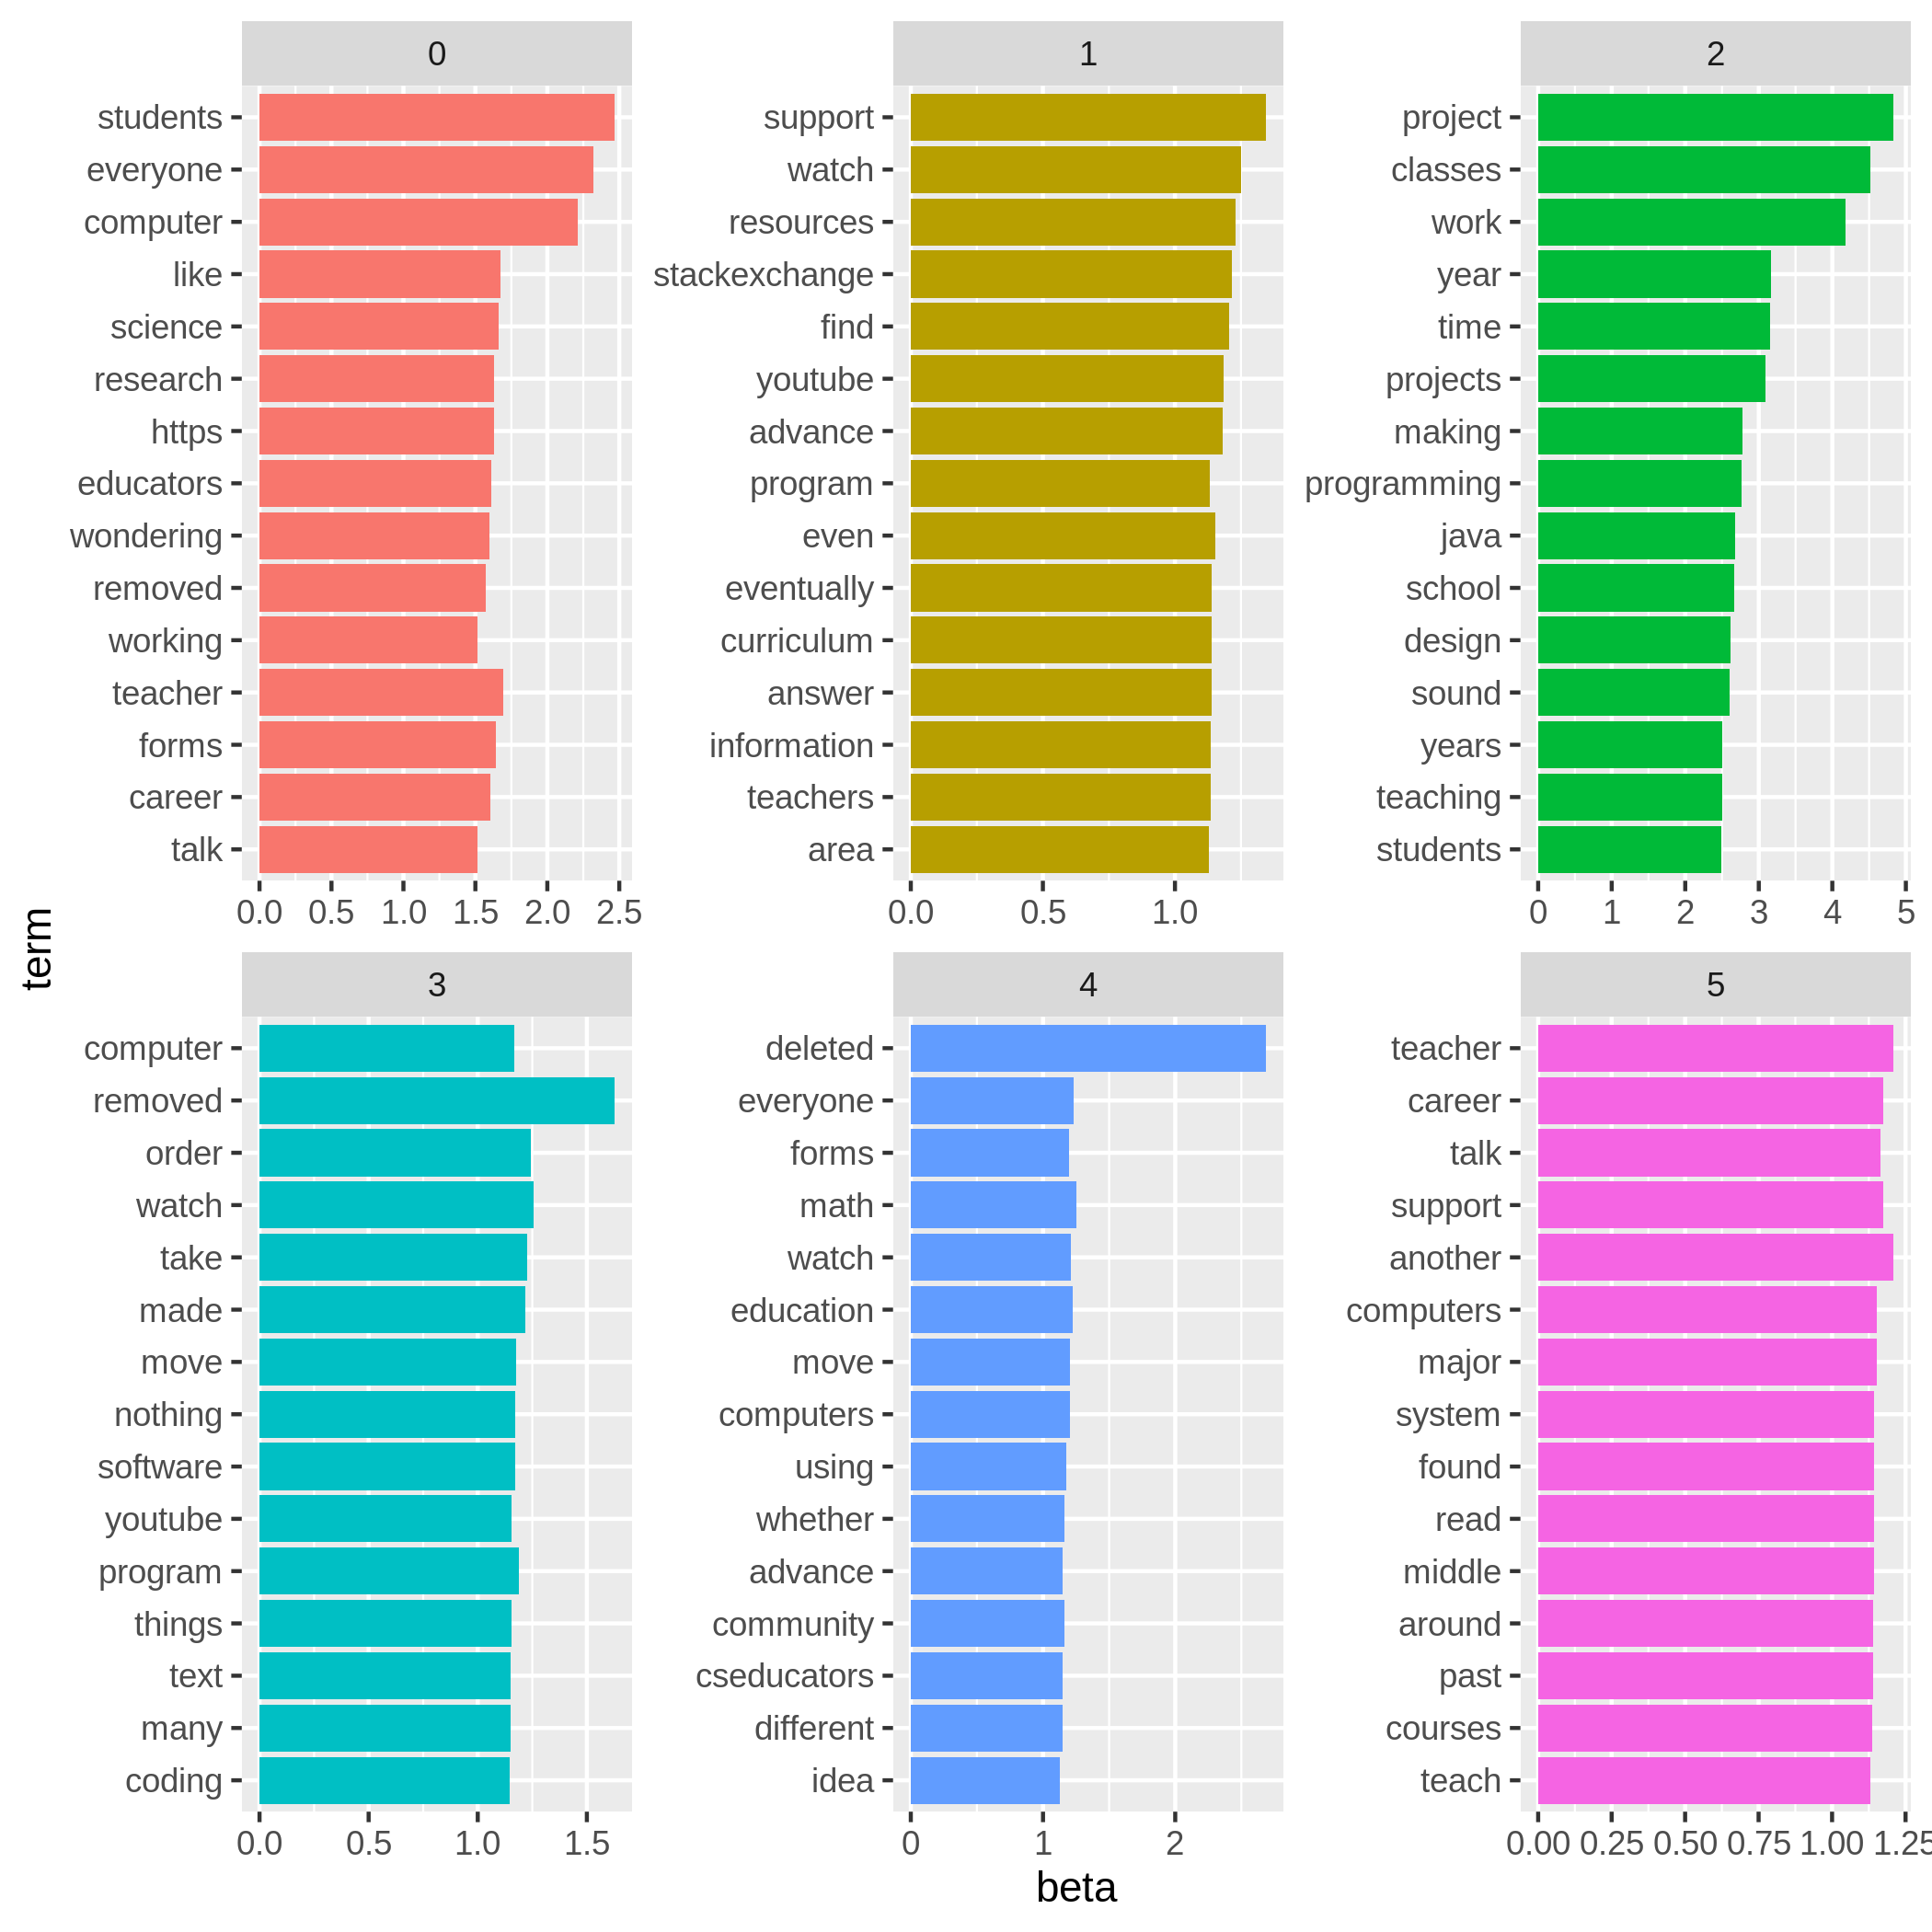 0
students
everyone
computer
like
science
research
https
educators
wondering
removed
working
teacher
forms
career
talk
0.0 0.5 1.0 1.5 2.0 2.5
1
support
watch
resources
stackexchange
find
youtube
advance
program
even
eventually
curriculum
answer
information
teachers
area
0.0 0.5 1.0
2
project
classes
work
year
time
projects
making
programming
java
school
design
sound
years
teaching
students
0 1 2 3 4 5
term
3
computer
removed
order
watch
take
made
move
nothing
software
youtube
program
things
text
many
coding
0.0 0.5 1.0 1.5
4
deleted
everyone
forms
math
watch
education
move
computers
using
whether
advance
community
cseducators
different
idea
0 1 2
5
teacher
career
talk
support
another
computers
major
system
found
read
middle
around
past
courses
teach
0.00 0.25 0.50 0.75 1.00 1.25
beta